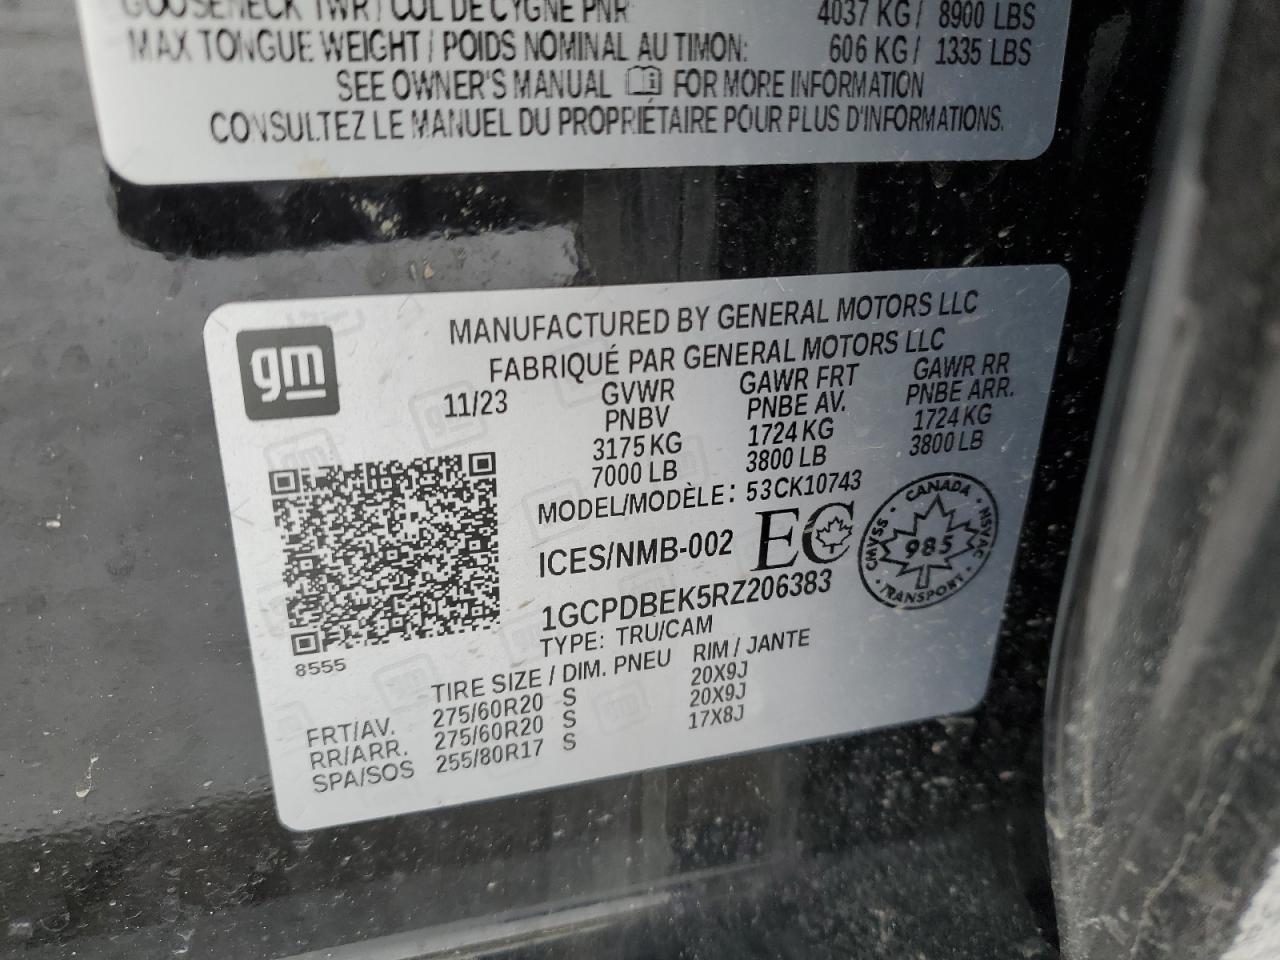 GOOSENECK TWR / COL DE CYGNE PNR 4037 KG / 8900 LBS
MAX TONGUE WEIGHT / POIDS NOMINAL AU TIMON: 606 KG / 1335 LBS
SEE OWNER'S MANUAL FOR MORE INFORMATION
CONSULTEZ LE MANUEL DU PROPRIÉTAIRE POUR PLUS D'INFORMATIONS.
gm
MANUFACTURED BY GENERAL MOTORS LLC
FABRIQUÉ PAR GENERAL MOTORS LLC
11/23 GVWR GAWR FRT GAWR RR
PNBV PNBE AV. PNBE ARR.
3175 KG 1724 KG 1724 KG
7000 LB 3800 LB 3800 LB
MODEL/MODÈLE: 53CK10743
ICES/NMB-002 EC
CANADA
CMVSS 985 NSVAC
TRANSPORT
1GCPDBEK5RZ206383
TYPE: TRU/CAM
8555
TIRE SIZE / DIM. PNEU RIM / JANTE
FRT/AV. 275/60R20 S 20X9J
RR/ARR. 275/60R20 S 20X9J
SPA/SOS 255/80R17 S 17X8J